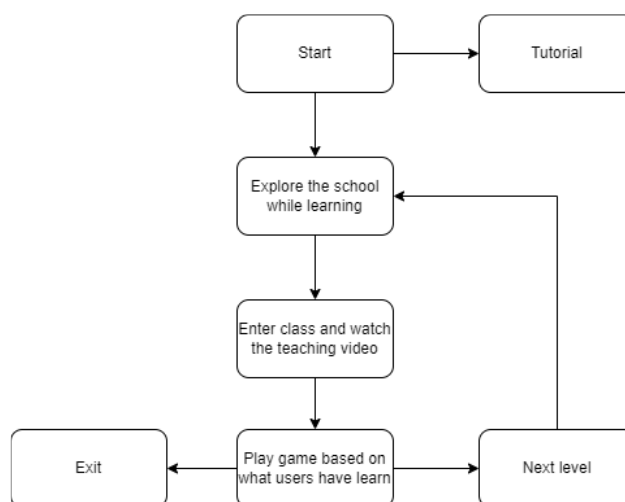 Start
Tutorial
Explore the school
while learning
Enter class and watch
the teaching video
Exit
Play game based on
what users have learn
Next level